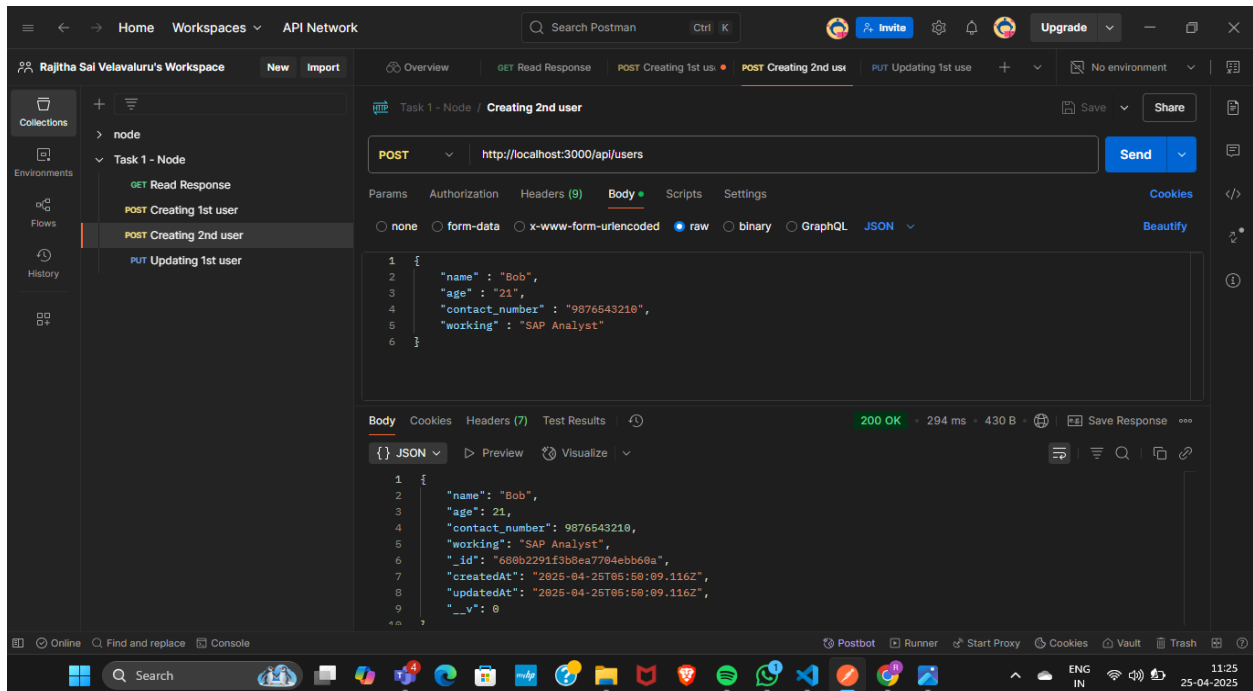 Home Workspaces API Network Search Postman Ctrl K Invite Upgrade
Rajitha Sai Velavaluru's Workspace New Import Overview GET Read Response POST Creating 1st us POST Creating 2nd use PUT Updating 1st use No environment
Collections
Environments
Flows
History
node
Task 1 - Node
GET Read Response
POST Creating 1st user
POST Creating 2nd user
PUT Updating 1st user
HTTP Task 1 - Node / Creating 2nd user Save Share
POST http://localhost:3000/api/users Send
Params Authorization Headers (9) Body Scripts Settings Cookies
none form-data x-www-form-urlencoded raw binary GraphQL JSON Beautify
1 {
2 "name" : "Bob",
3 "age" : "21",
4 "contact_number" : "9876543210",
5 "working" : "SAP Analyst"
6 }
Body Cookies Headers (7) Test Results 200 OK 294 ms 430 B Save Response
{} JSON Preview Visualize
1 {
2 "name": "Bob",
3 "age": 21,
4 "contact_number": 9876543210,
5 "working": "SAP Analyst",
6 "_id": "680b2291f3b8ea7704ebb60a",
7 "createdAt": "2025-04-25T05:50:09.116Z",
8 "updatedAt": "2025-04-25T05:50:09.116Z",
9 "__v": 0
10 }
Online Find and replace Console Postbot Runner Start Proxy Cookies Vault Trash
Search myhp 4 1 R ENG
IN 11:25
25-04-2025